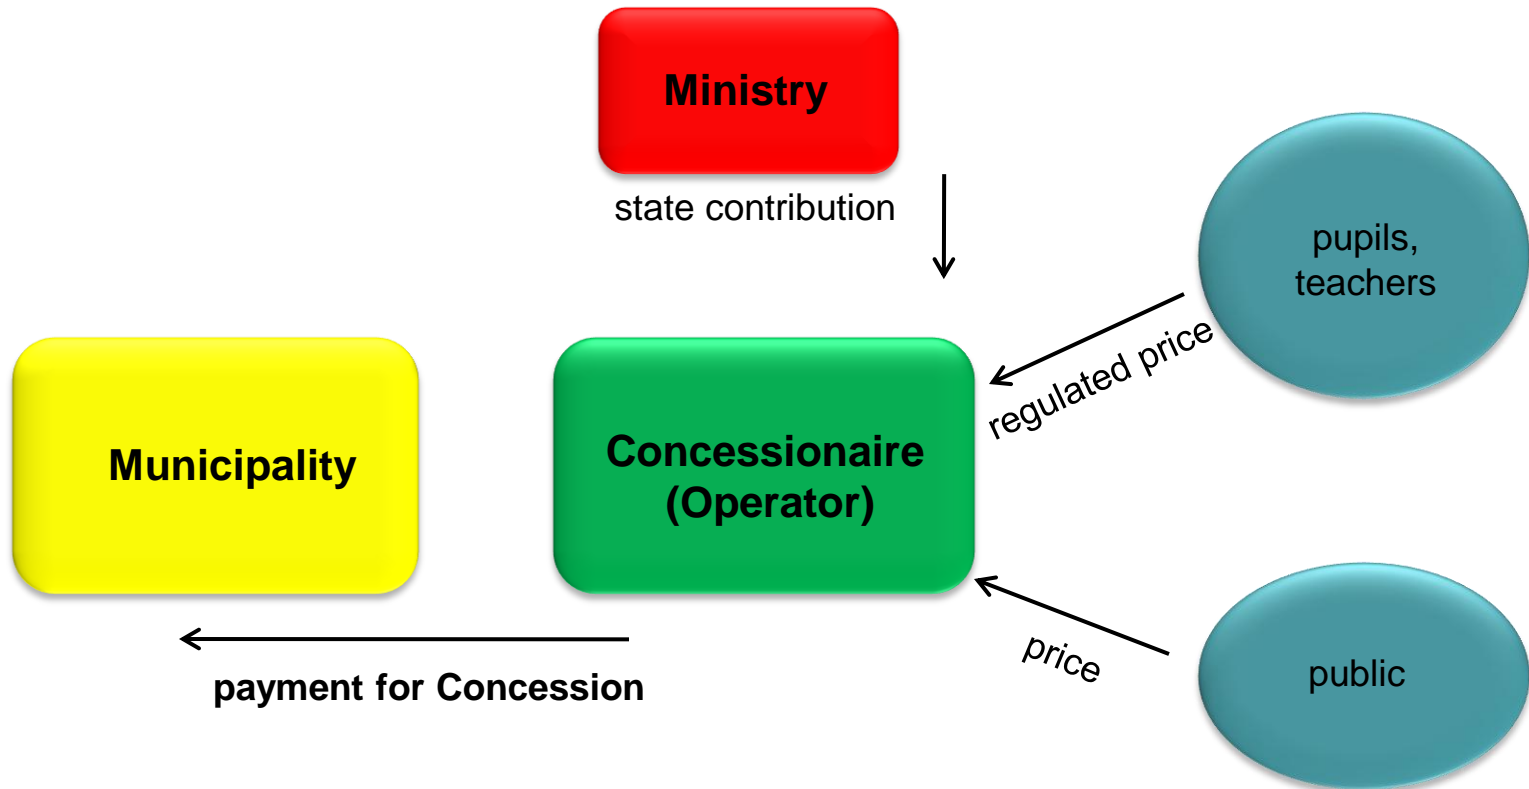 Ministry
state contribution
pupils,
teachers
regulated price
Municipality
Concessionaire
(Operator)
price
public
payment for Concession